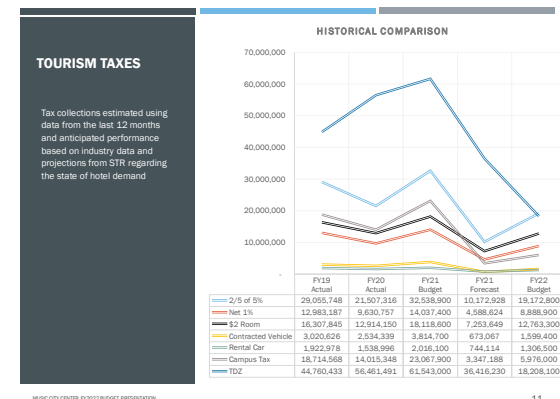 HISTORICAL COMPARISON
TOURISM TAXES
Tax collections estimated using
data from the last 12 months
and anticipated performance
based on industry data and
projections from STR regarding
the state of hotel demand
70,000,000
60,000,000
50,000,000
40,000,000
30,000,000
20,000,000
10,000,000
-
FY19 FY20 FY21 FY21 FY22
Actual Actual Budget Forecast Budget
2/5 of 5% 29,055,748 21,507,316 32,538,900 10,172,928 19,172,800
Net 1% 12,983,187 9,630,757 14,037,400 4,588,624 8,888,900
$2 Room 16,307,845 12,914,150 18,118,600 7,253,649 12,763,300
Contracted Vehicle 3,020,626 2,534,339 3,814,700 673,067 1,599,400
Rental Car 1,922,978 1,538,996 2,016,100 744,114 1,306,500
Campus Tax 18,714,568 14,015,348 23,067,900 3,347,188 5,976,000
TDZ 44,760,433 56,461,491 61,543,000 36,416,230 18,208,100
MUSIC CITY CENTER FY2022 BUDGET PRESENTATION 11